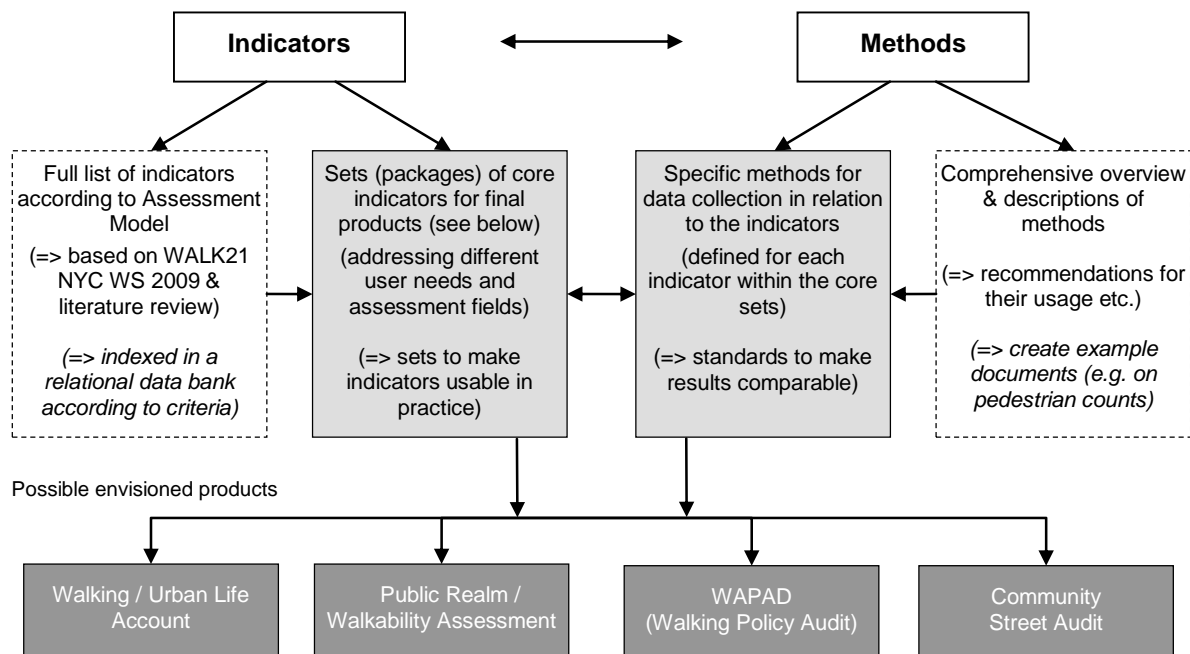 Indicators
Methods
Full list of indicators
according to Assessment
Model
(=> based on WALK21
NYC WS 2009 &
literature review)
(=> indexed in a
relational data bank
according to criteria)
Sets (packages) of core
indicators for final
products (see below)
(addressing different
user needs and
assessment fields)
(=> sets to make
indicators usable in
practice)
Specific methods for
data collection in relation
to the indicators
(defined for each
indicator within the core
sets)
(=> standards to make
results comparable)
Comprehensive overview
& descriptions of
methods
(=> recommendations for
their usage etc.)
(=> create example
documents (e.g. on
pedestrian counts)
Possible envisioned products
Walking / Urban Life
Account
Public Realm /
Walkability Assessment
WAPAD
(Walking Policy Audit)
Community
Street Audit